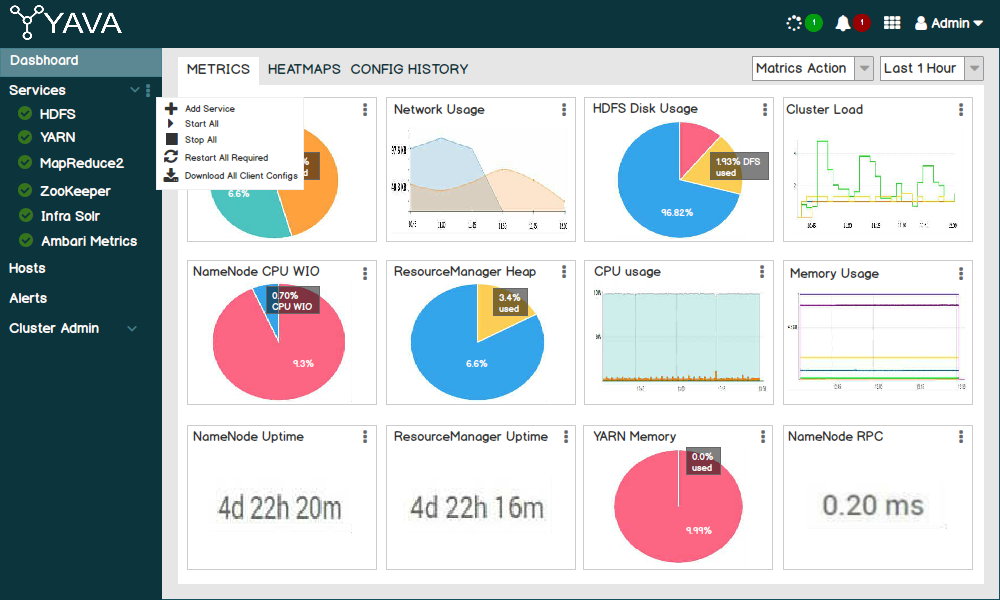 YAVA
1
1
Admin
Dasbhoard
Services
HDFS
YARN
MapReduce2
ZooKeeper
Infra Solr
Ambari Metrics
Hosts
Alerts
Cluster Admin
METRICS
HEATMAPS
CONFIG HISTORY
Matrics Action
Last 1 Hour
Add Service
Start All
Stop All
Restart All Required
Download All Client Configs
6.6%
Network Usage
HDFS Disk Usage
1.93% DFS
used
96.82%
Cluster Load
NameNode CPU WIO
0.70%
CPU WIO
9.3%
ResourceManager Heap
3.4%
used
6.6%
CPU usage
Memory Usage
NameNode Uptime
4d 22h 20m
ResourceManager Uptime
4d 22h 16m
YARN Memory
0.0%
used
9.99%
NameNode RPC
0.20 ms